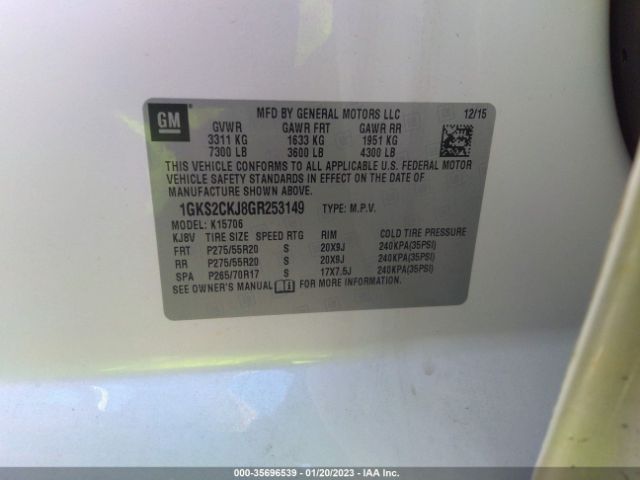 GM
MFD BY GENERAL MOTORS LLC 12/15
GVWR GAWR FRT GAWR RR
3311 KG 1633 KG 1951 KG
7300 LB 3600 LB 4300 LB
THIS VEHICLE CONFORMS TO ALL APPLICABLE U.S. FEDERAL MOTOR
VEHICLE SAFETY STANDARDS IN EFFECT ON THE DATE OF
MANUFACTURE SHOWN ABOVE.
1GKS2CKJ8GR253149 TYPE: M.P.V.
MODEL: K15706
KJ8V TIRE SIZE SPEED RTG RIM COLD TIRE PRESSURE
FRT P275/55R20 S 20X9J 240KPA(35PSI)
RR P275/55R20 S 20X9J 240KPA(35PSI)
SPA P265/70R17 S 17X7.5J 240KPA(35PSI)
SEE OWNER'S MANUAL FOR MORE INFORMATION.
000-35696539 - 01/20/2023 - IAA Inc.